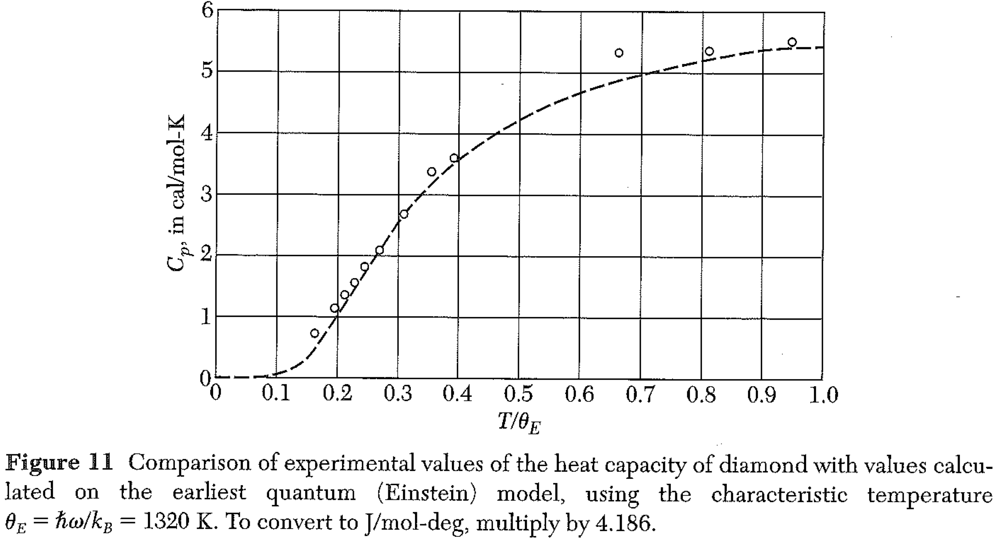 6
5
4
3
2
1
0
C_p, in cal/mol-K
0 0.1 0.2 0.3 0.4 0.5 0.6 0.7 0.8 0.9 1.0
T/θ_E
Figure 11 Comparison of experimental values of the heat capacity of diamond with values calcu-
lated on the earliest quantum (Einstein) model, using the characteristic temperature
θ_E = ℏω/k_B = 1320 K. To convert to J/mol-deg, multiply by 4.186.